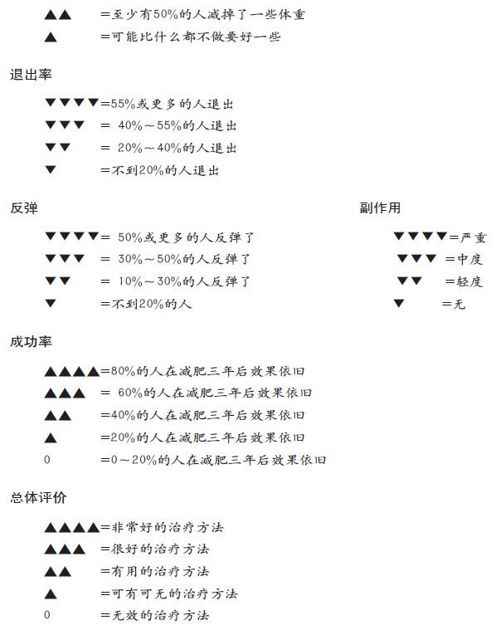 ▲▲ =至少有50%的人减掉了一些体重
▲ =可能比什么都不做要好一些
退出率
▼▼▼▼=55%或更多的人退出
▼▼▼ = 40%~55%的人退出
▼▼ = 20%~40%的人退出
▼ =不到20%的人退出
反弹 副作用
▼▼▼▼= 50%或更多的人反弹了 ▼▼▼▼=严重
▼▼▼ = 30%~50%的人反弹了 ▼▼▼ =中度
▼▼ = 10%~30%的人反弹了 ▼▼ =轻度
▼ =不到20%的人 ▼ =无
成功率
▲▲▲▲=80%的人在减肥三年后效果依旧
▲▲▲ = 60%的人在减肥三年后效果依旧
▲▲ =40%的人在减肥三年后效果依旧
▲ =20%的人在减肥三年后效果依旧
0 =0~20%的人在减肥三年后效果依旧
总体评价
▲▲▲▲=非常好的治疗方法
▲▲▲ =很好的治疗方法
▲▲ =有用的治疗方法
▲ =可有可无的治疗方法
0 =无效的治疗方法